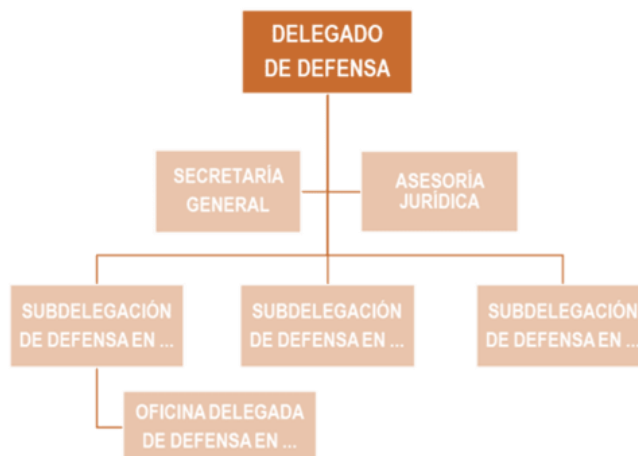 DELEGADO
DE DEFENSA
SECRETARÍA
GENERAL
ASESORÍA
JURÍDICA
SUBDELEGACIÓN
DE DEFENSA EN ...
SUBDELEGACIÓN
DE DEFENSA EN ...
SUBDELEGACIÓN
DE DEFENSA EN ...
OFICINA DELEGADA
DE DEFENSA EN ...